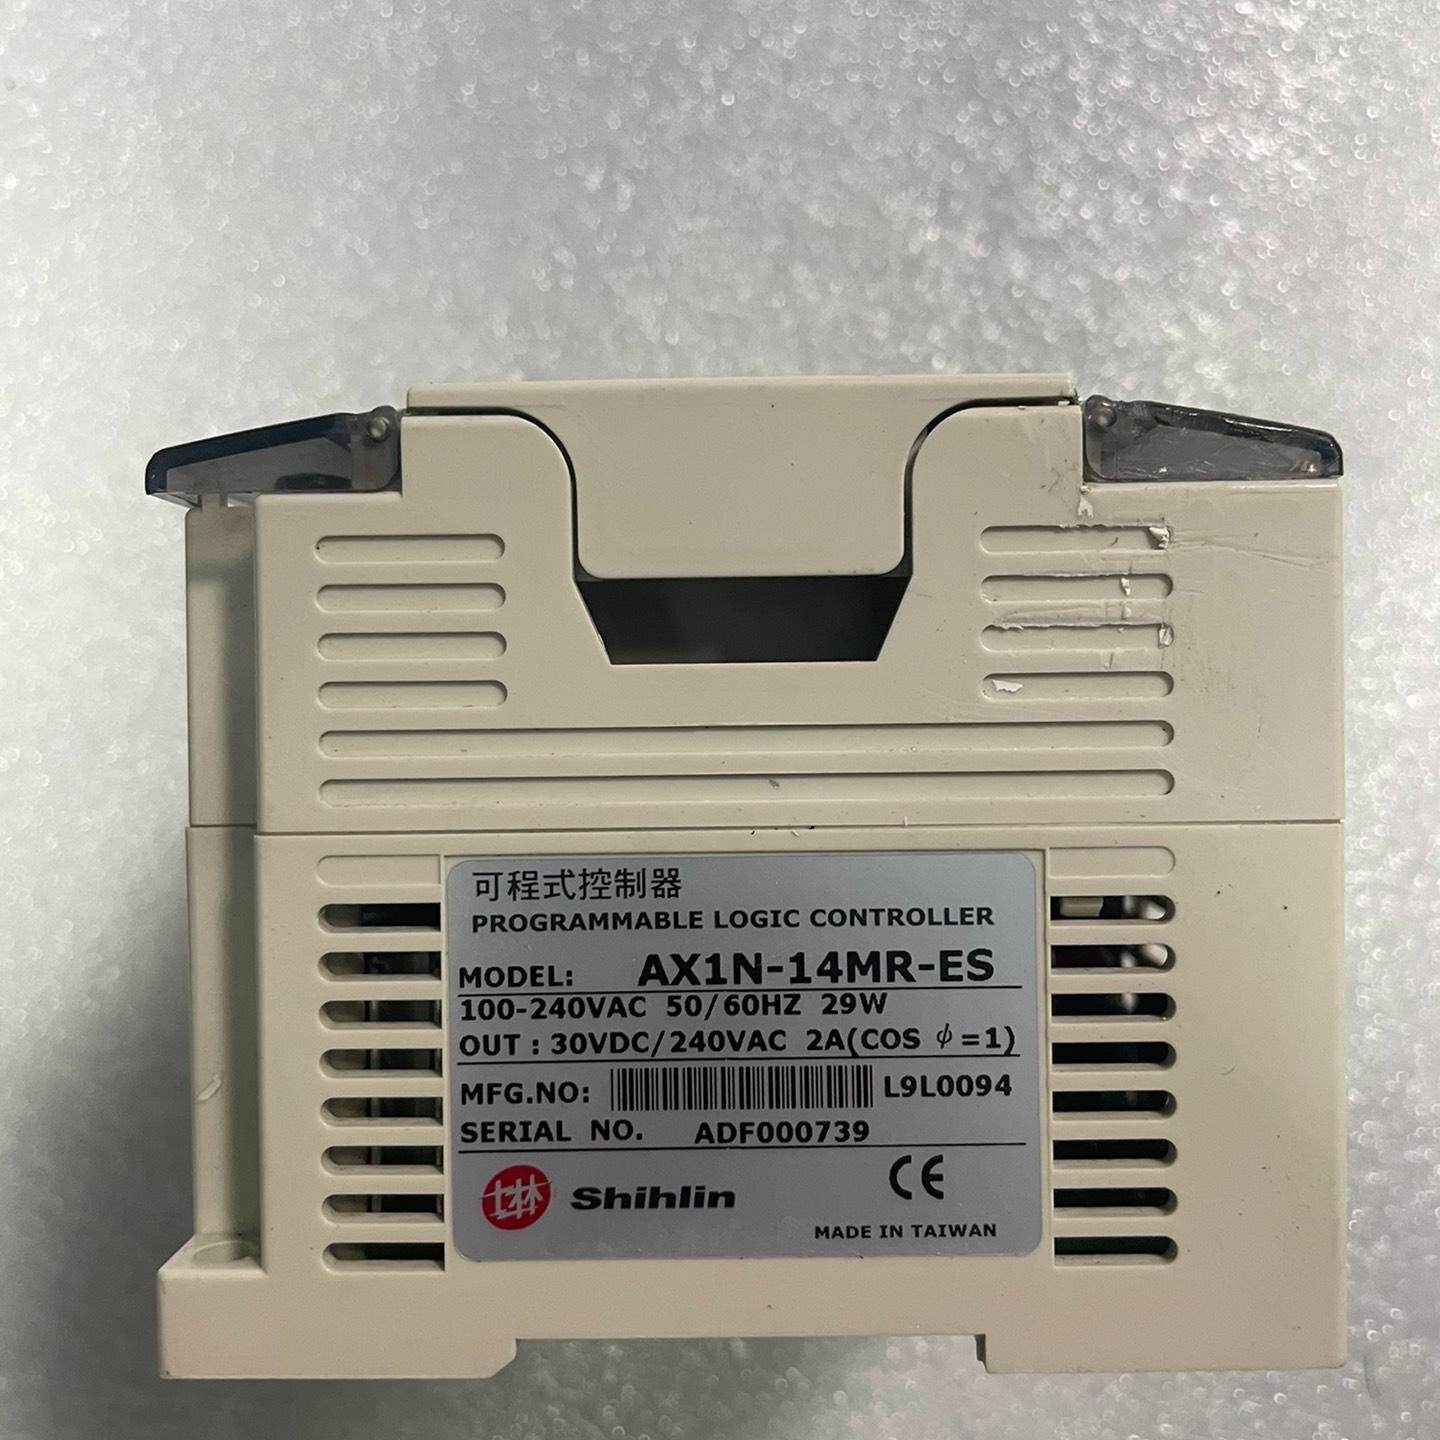 可程式控制器
PROGRAMMABLE LOGIC CONTROLLER
MODEL: AX1N-14MR-ES
100-240VAC 50/60HZ 29W
OUT : 30VDC/240VAC 2A(COS ψ=1)
MFG.NO: L9L0094
SERIAL NO. ADF000739
士林 Shihlin
CE
MADE IN TAIWAN